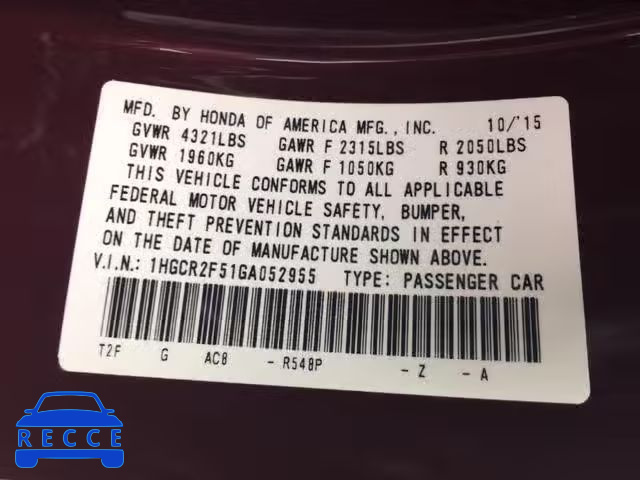 MFD. BY HONDA OF AMERICA MFG., INC. 10/'15
GVWR 4321LBS GAWR F 2315LBS R 2050LBS
GVWR 1960KG GAWR F 1050KG R 930KG
THIS VEHICLE CONFORMS TO ALL APPLICABLE
FEDERAL MOTOR VEHICLE SAFETY, BUMPER,
AND THEFT PREVENTION STANDARDS IN EFFECT
ON THE DATE OF MANUFACTURE SHOWN ABOVE.
V.I.N.: 1HGCR2F51GA052955 TYPE: PASSENGER CAR
T2F G AC8 - R548P - Z - A
RECCE